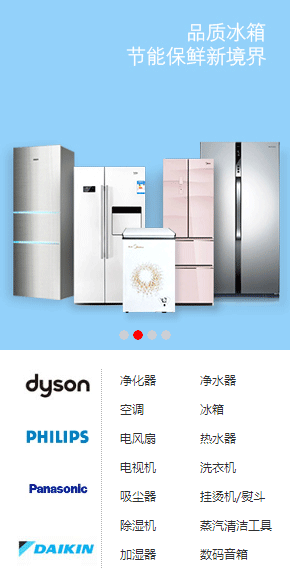 品质冰箱
节能保鲜新境界
dyson
净化器 净水器
空调 冰箱
PHILIPS
电风扇 热水器
电视机 洗衣机
Panasonic
吸尘器 挂烫机/熨斗
除湿机 蒸汽清洁工具
DAIKIN
加湿器 数码音箱